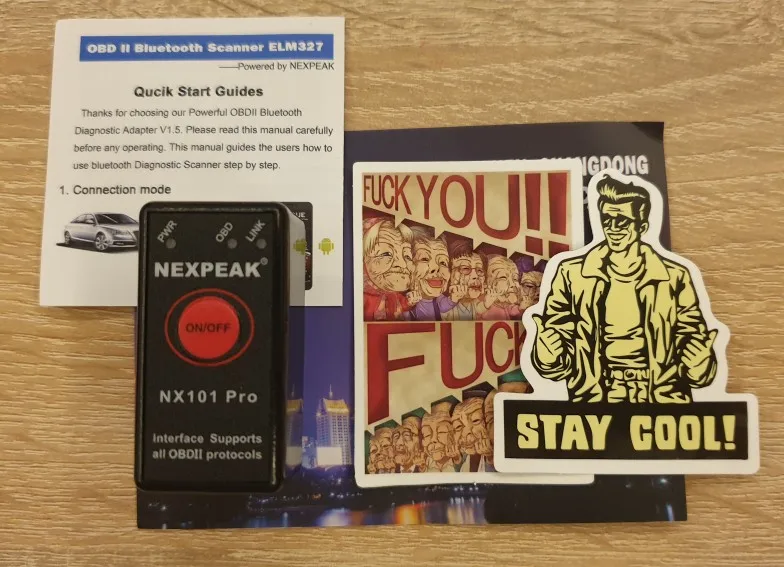 OBD II Bluetooth Scanner ELM327
——Powered by NEXPEAK
Qucik Start Guides
Thanks for choosing our Powerful OBDII Bluetooth
Diagnostic Adapter V1.5. Please read this manual carefully
before any operating. This manual guides the users how to
use bluetooth Diagnostic Scanner step by step.
1. Connection mode
PWR
OBD
LINK
NEXPEAK®
ON/OFF
NX101 Pro
Interface Supports
all OBDII protocols
FUCK YOU!!
FUCK
STAY COOL!